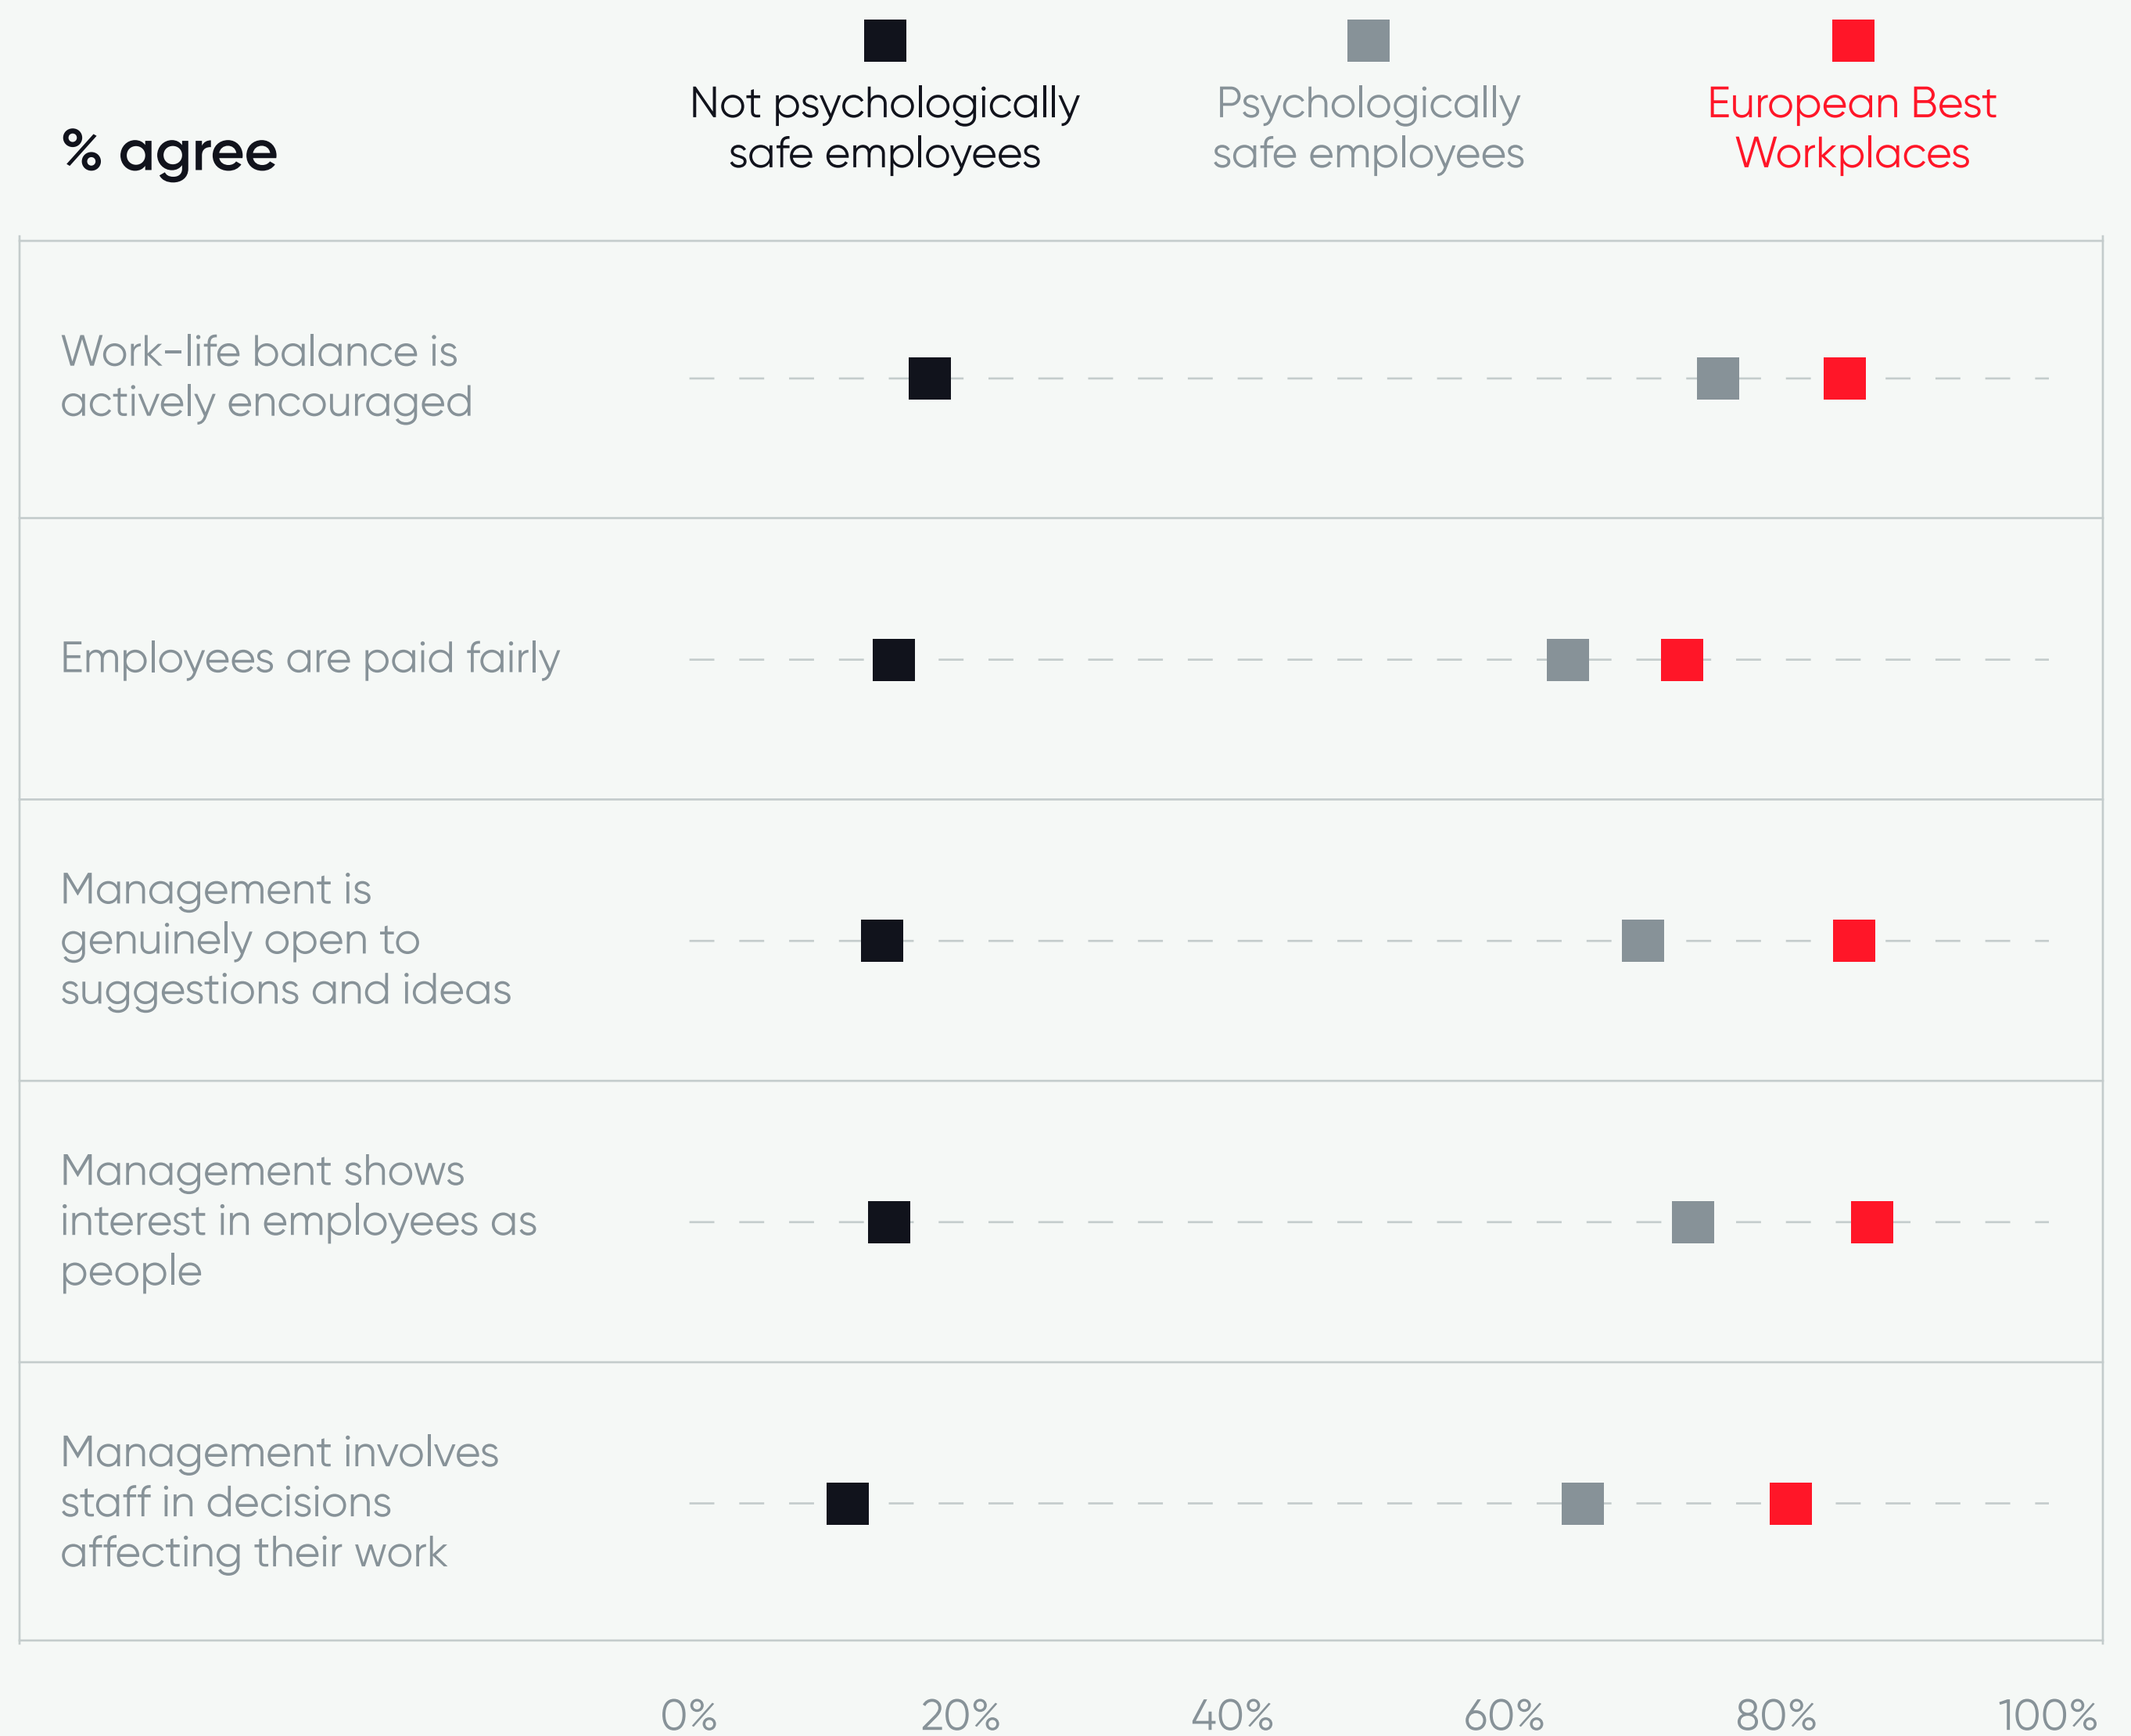 % agree
Not psychologically
safe employees
Psychologically
safe employees
European Best
Workplaces
Work-life balance is
actively encouraged
Employees are paid fairly
Management is
genuinely open to
suggestions and ideas
Management shows
interest in employees as
people
Management involves
staff in decisions
affecting their work
0% 20% 40% 60% 80% 100%